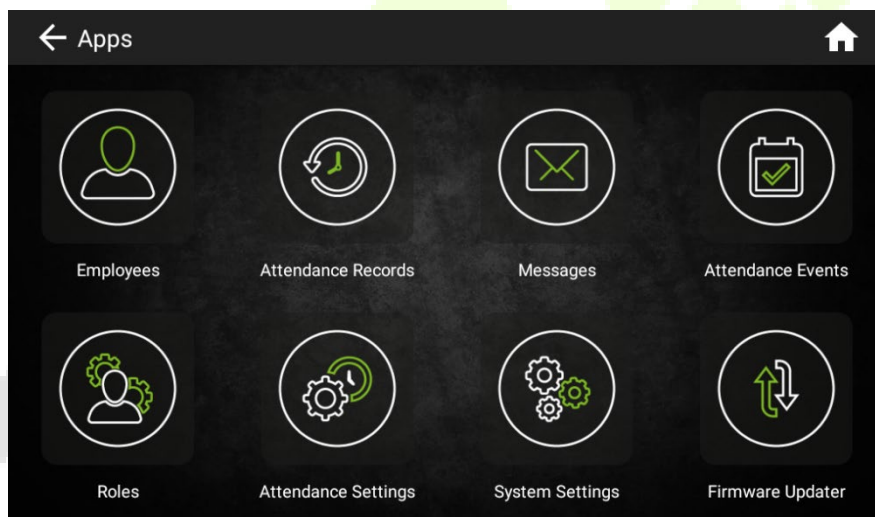 Apps
Employees
Attendance Records
Messages
Attendance Events
Roles
Attendance Settings
System Settings
Firmware Updater